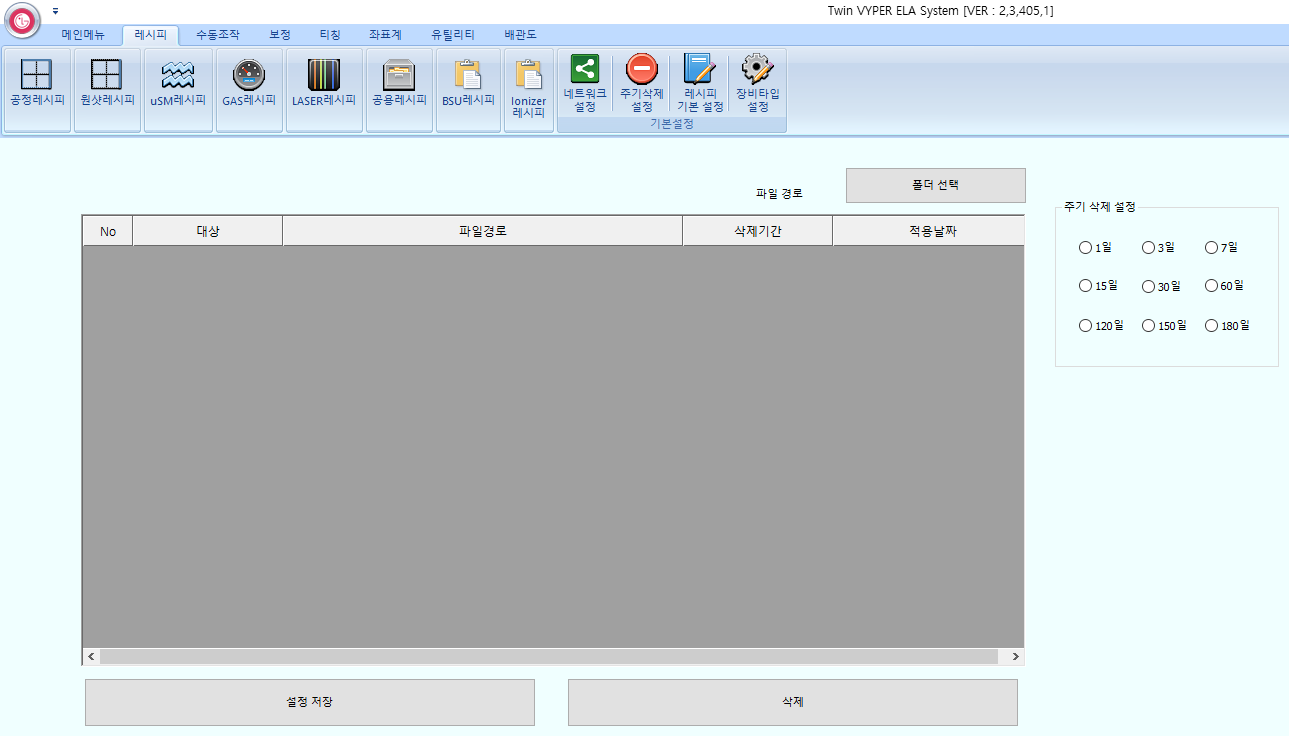 Twin VYPER ELA System [VER : 2,3,405,1]
메인메뉴 레시피 수동조작 보정 티칭 좌표계 유틸리티 배관도
공정레시피 원샷레시피 uSM레시피 GAS레시피 LASER레시피 공용레시피 BSU레시피
Ionizer
레시피
네트워크
설정
주기삭제
설정
레시피
기본 설정
장비타입
설정
기본설정
파일 경로
폴더 선택
No 대상 파일경로 삭제기간 적용날짜
주기 삭제 설정
1일 3일 7일
15일 30일 60일
120일 150일 180일
설정 저장 삭제